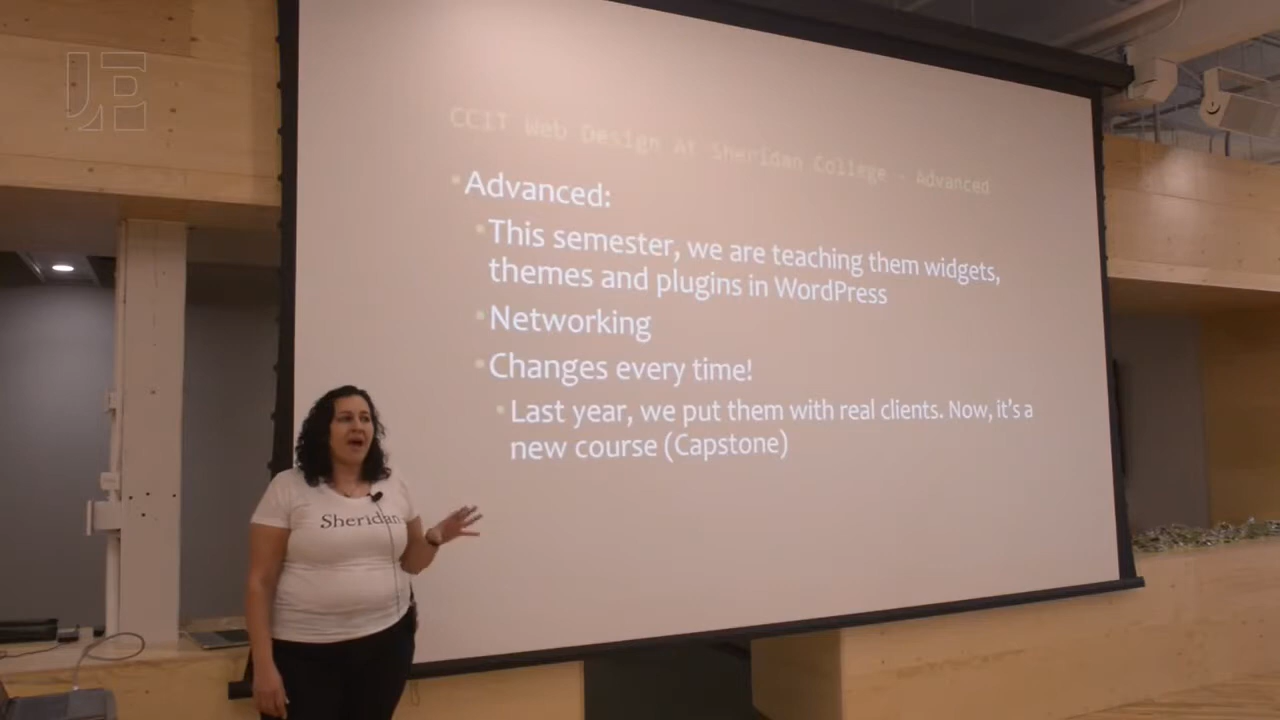 CCIT Web Design At Sheridan College - Advanced
Advanced:
This semester, we are teaching them widgets,
themes and plugins in WordPress
Networking
Changes every time!
Last year, we put them with real clients. Now, it's a
new course (Capstone)
Sheridan